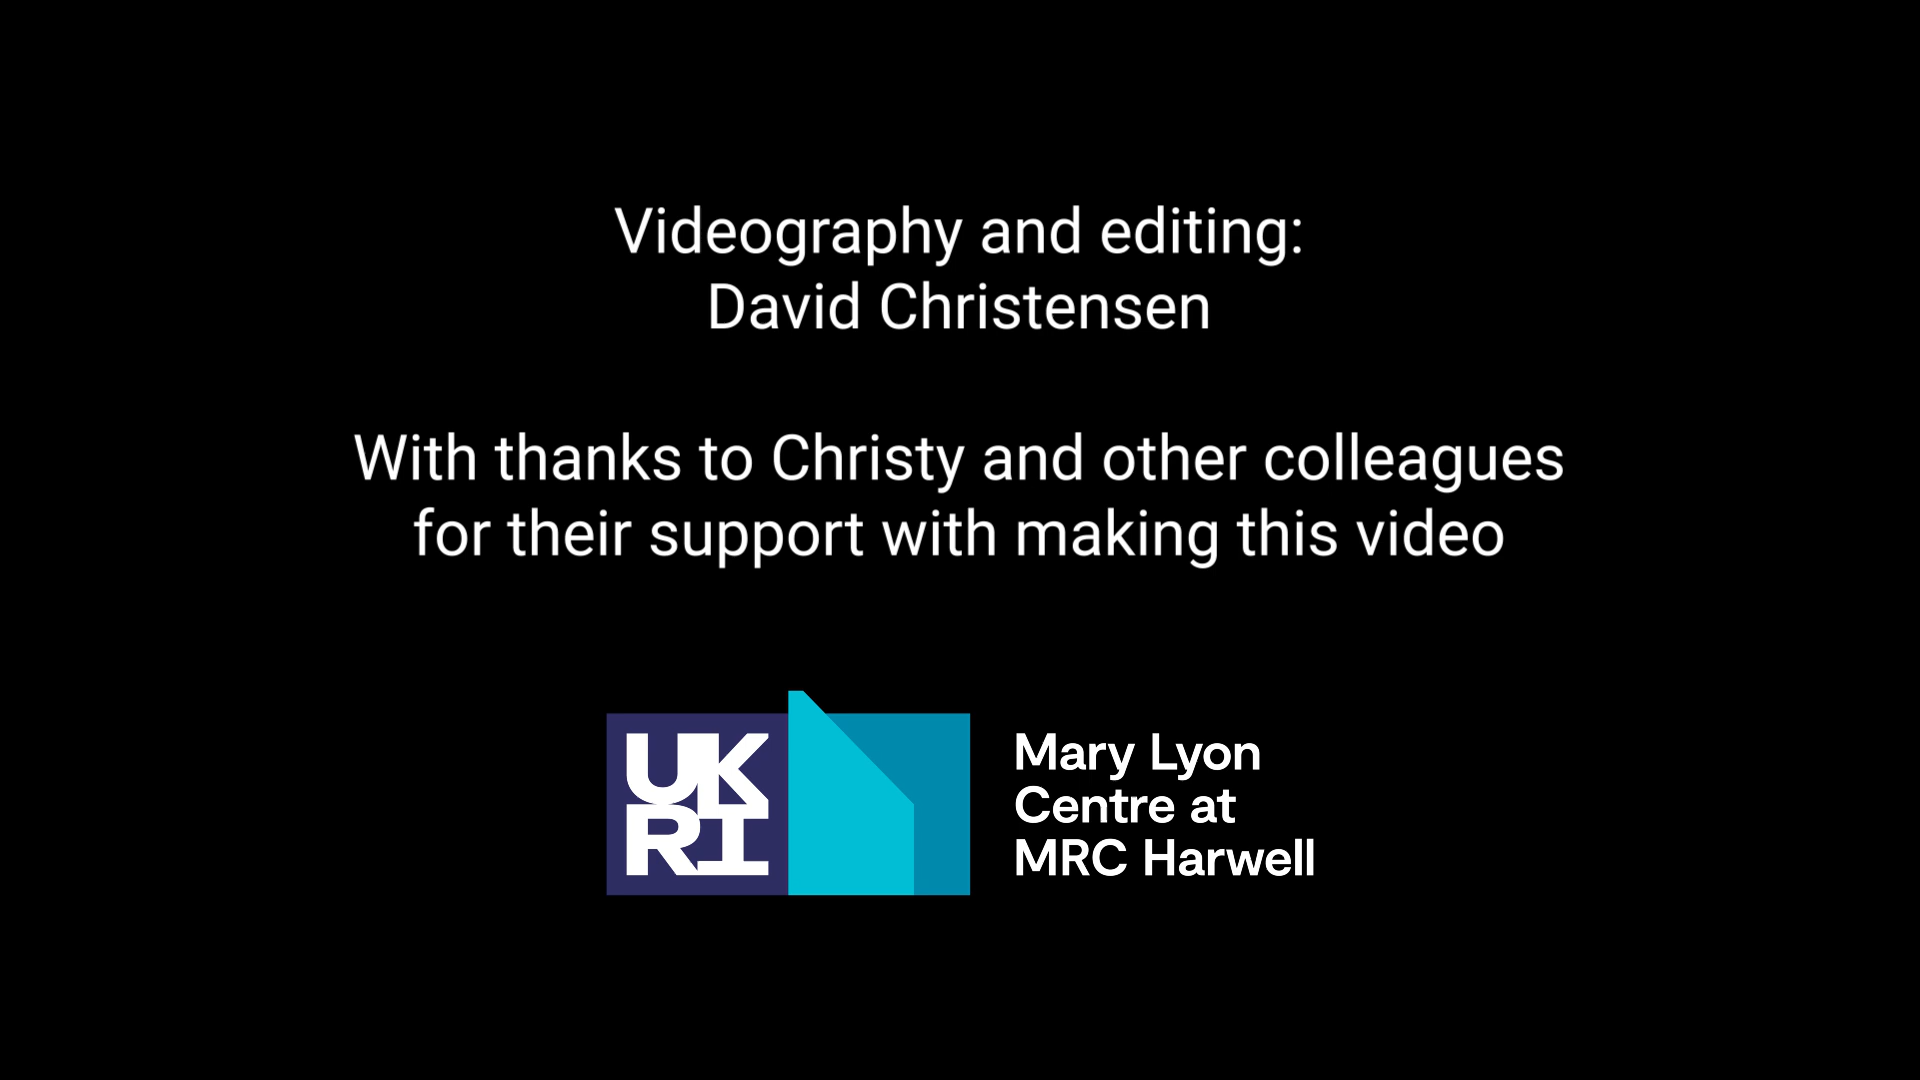 Videography and editing:
David Christensen
With thanks to Christy and other colleagues
for their support with making this video
UK
RI
Mary Lyon
Centre at
MRC Harwell